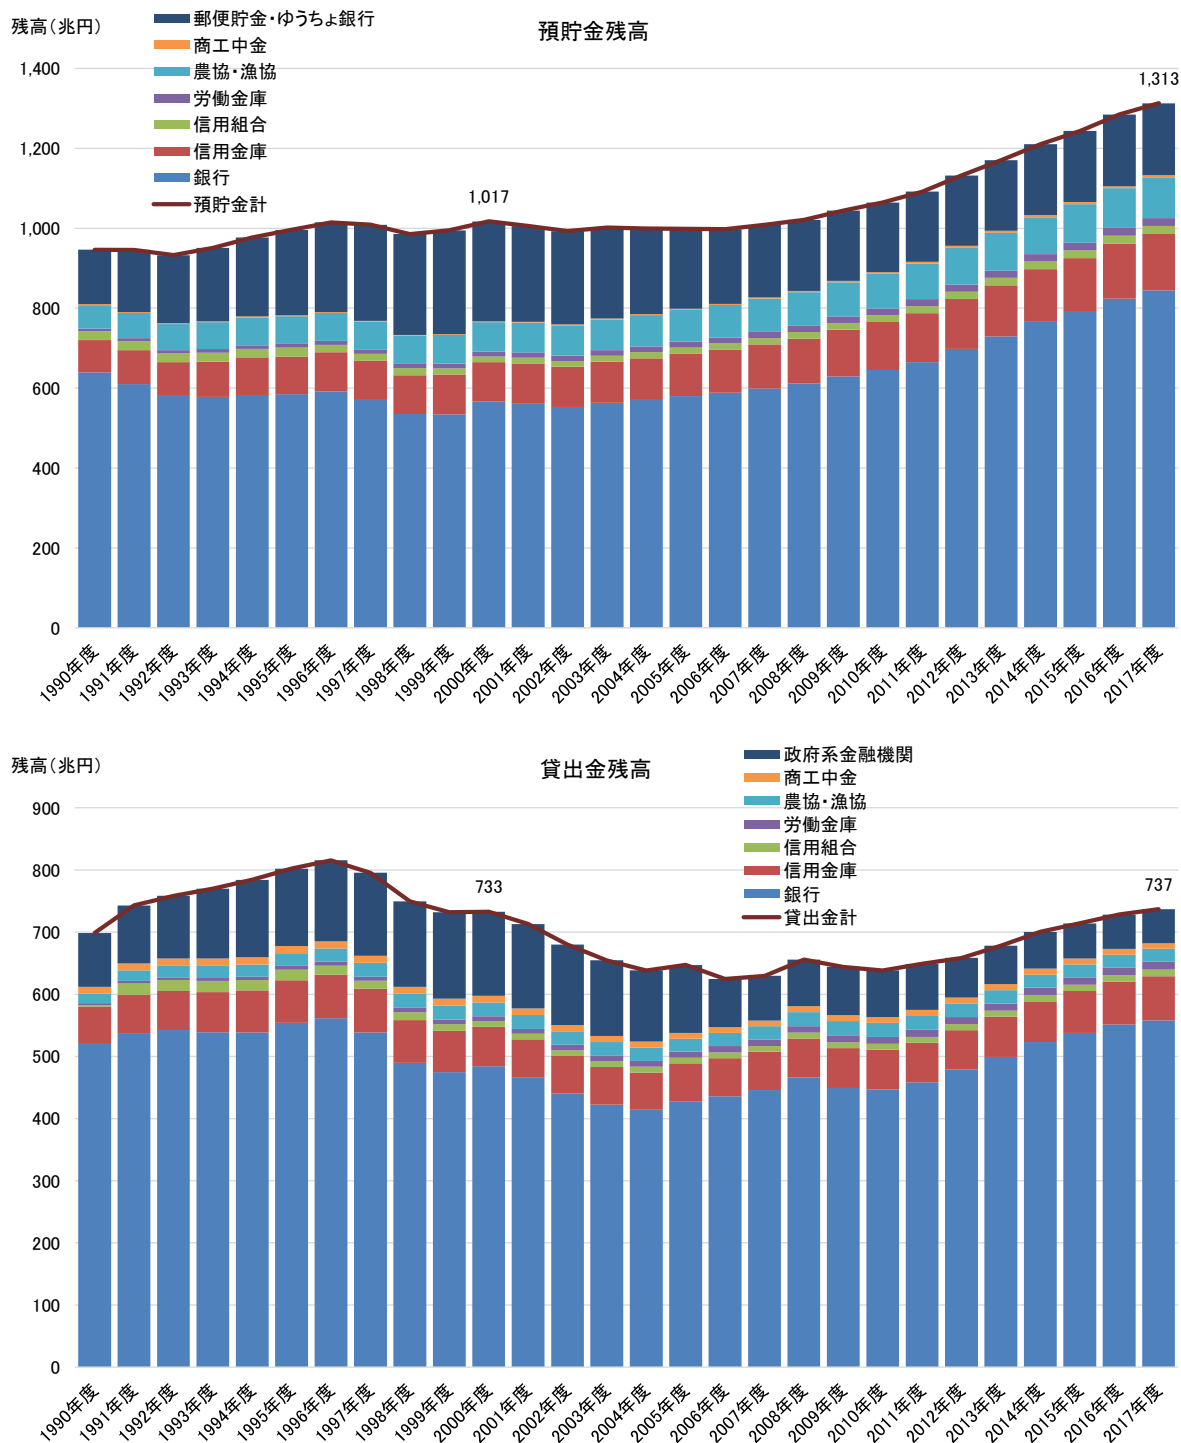 残高（兆円）
預貯金残高
郵便貯金・ゆうちょ銀行
商工中金
農協・漁協
労働金庫
信用組合
信用金庫
銀行
預貯金計
1,400
1,200
1,000
800
600
400
200
0
1,017
1,313
1990年度
1991年度
1992年度
1993年度
1994年度
1995年度
1996年度
1997年度
1998年度
1999年度
2000年度
2001年度
2002年度
2003年度
2004年度
2005年度
2006年度
2007年度
2008年度
2009年度
2010年度
2011年度
2012年度
2013年度
2014年度
2015年度
2016年度
2017年度
残高（兆円）
貸出金残高
政府系金融機関
商工中金
農協・漁協
労働金庫
信用組合
信用金庫
銀行
貸出金計
900
800
700
600
500
400
300
200
100
0
733
737
1990年度
1991年度
1992年度
1993年度
1994年度
1995年度
1996年度
1997年度
1998年度
1999年度
2000年度
2001年度
2002年度
2003年度
2004年度
2005年度
2006年度
2007年度
2008年度
2009年度
2010年度
2011年度
2012年度
2013年度
2014年度
2015年度
2016年度
2017年度